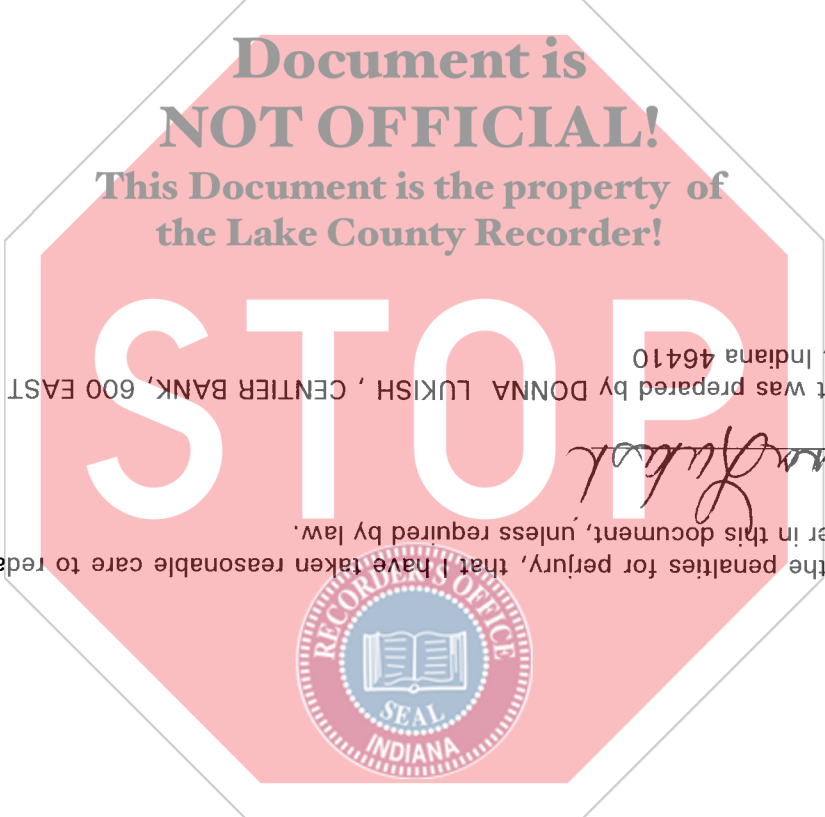 Document is
NOT OFFICIAL!
This Document is the property of
the Lake County Recorder!
STOP
the penalties for perjury, that I have taken reasonable care to
in this document, unless required by law.
Lukish
was prepared by DONNA LUKISH , CENTIER BANK, 600 EAST
Indiana 46410
RECORDER'S OFFICE
SEAL
INDIANA